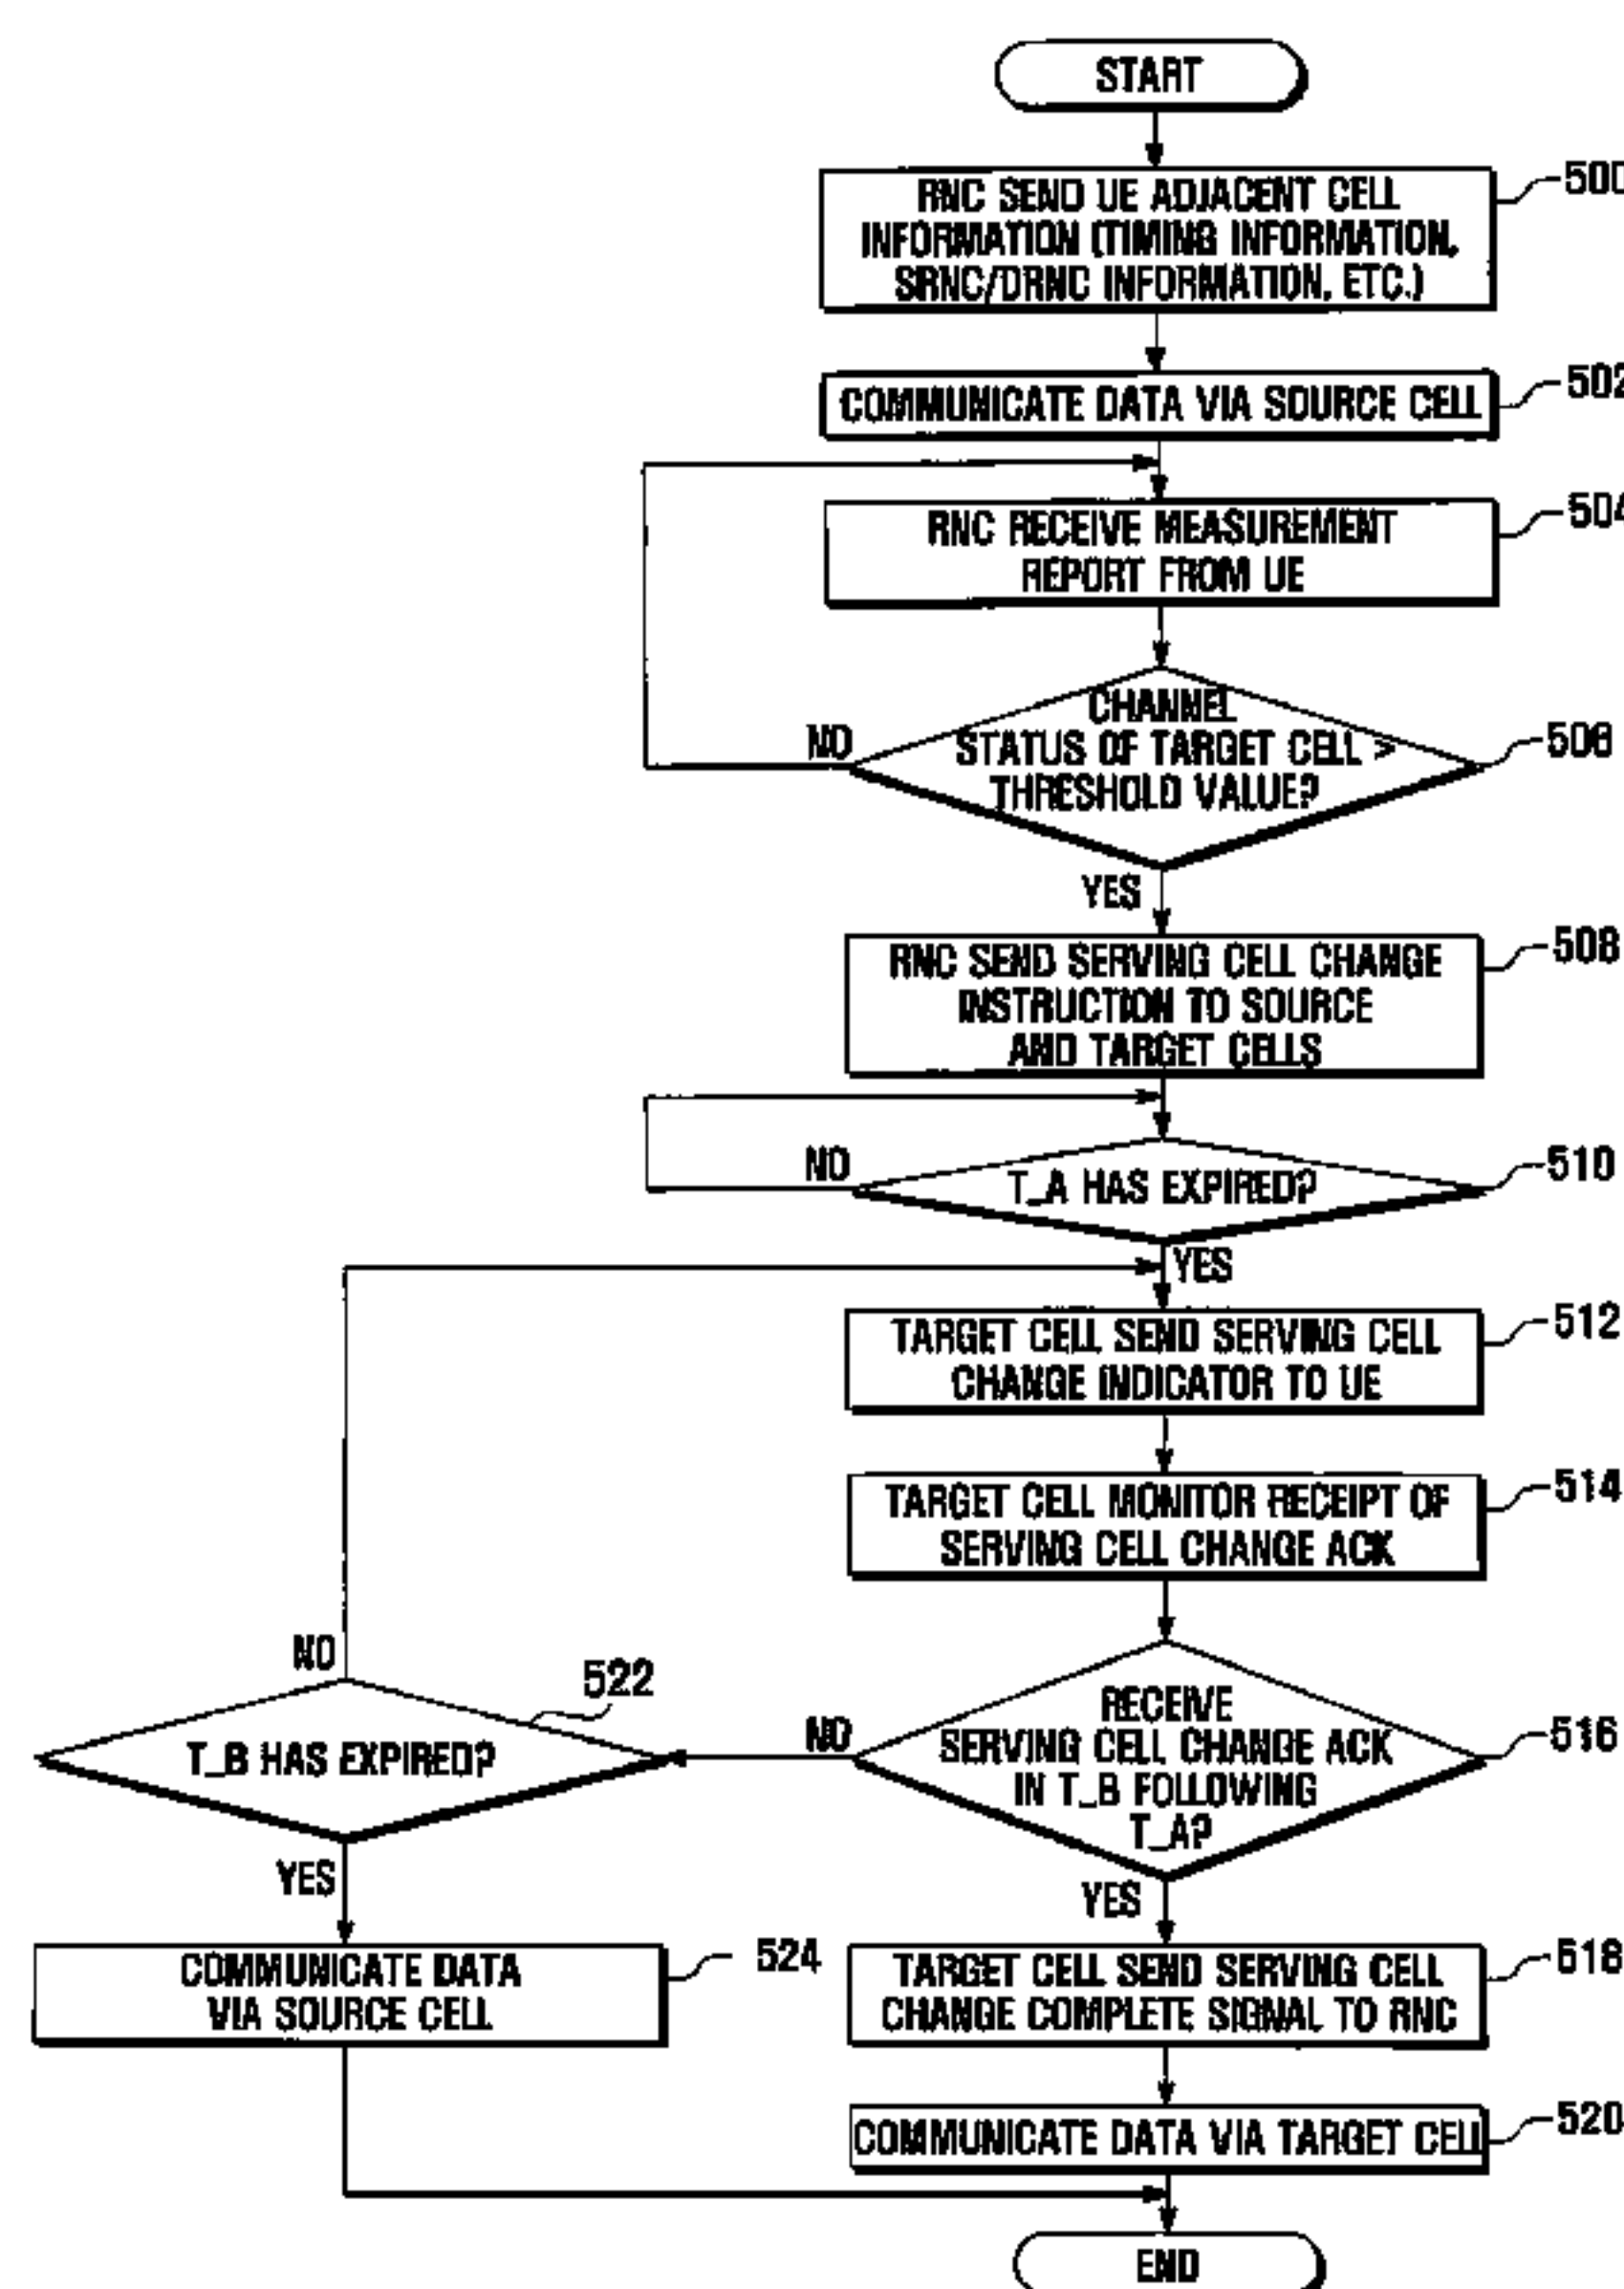 START
RNC SEND UE ADJACENT CELL
INFORMATION (TIMING INFORMATION,
SRNC/DRNC INFORMATION, ETC.)
500
COMMUNICATE DATA VIA SOURCE CELL
502
RNC RECEIVE MEASUREMENT
REPORT FROM UE
504
CHANNEL
STATUS OF TARGET CELL >
THRESHOLD VALUE?
506
NO
YES
RNC SEND SERVING CELL CHANGE
INSTRUCTION TO SOURCE
AND TARGET CELLS
508
T_A HAS EXPIRED?
510
NO
YES
TARGET CELL SEND SERVING CELL
CHANGE INDICATOR TO UE
512
TARGET CELL MONITOR RECEIPT OF
SERVING CELL CHANGE ACK
514
RECEIVE
SERVING CELL CHANGE ACK
IN T_B FOLLOWING
T_A?
516
NO
YES
T_B HAS EXPIRED?
522
NO
YES
COMMUNICATE DATA
VIA SOURCE CELL
524
TARGET CELL SEND SERVING CELL
CHANGE COMPLETE SIGNAL TO RNC
518
COMMUNICATE DATA VIA TARGET CELL
520
END